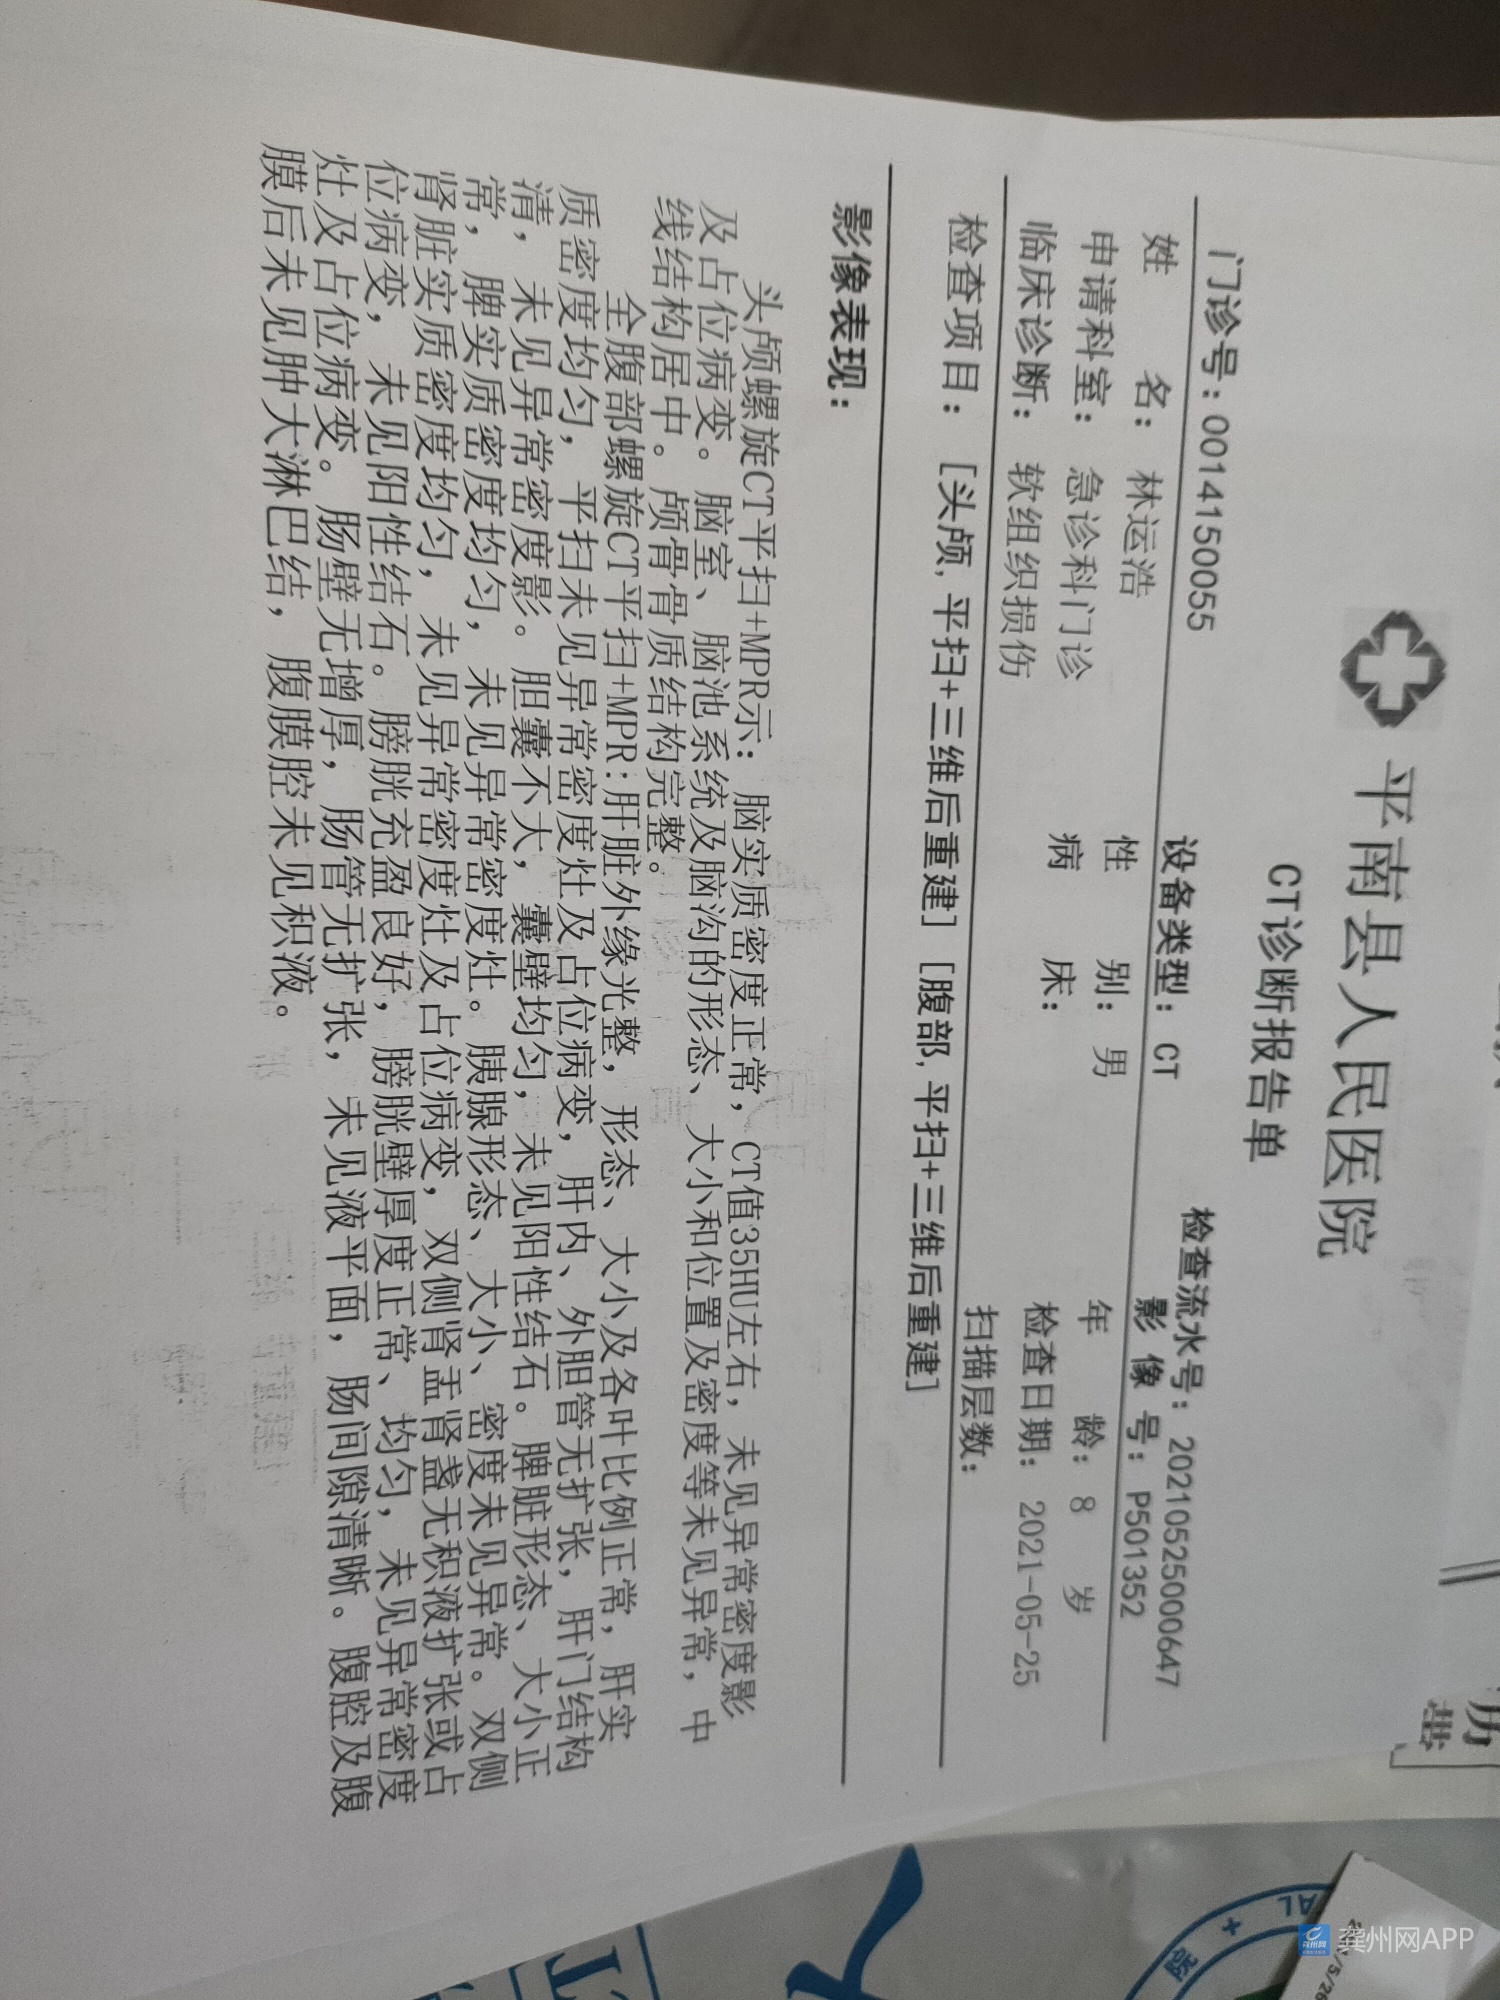 平南县人民医院
CT诊断报告单
检查流水号：20210525000647
门诊号：0014150055 设备类型：CT 影像号：P501352
姓名：林运浩 性别：男 年龄：8 岁
申请科室：急诊科门诊 病床： 检查日期：2021-05-25
临床诊断：软组织损伤 扫描层数：
检查项目：[头颅,平扫+三维后重建] [腹部,平扫+三维后重建]
影像表现：
头颅螺旋CT平扫+MPR示：脑实质密度正常，CT值35HU左右，未见异常密度影
及占位病变。脑室、脑池系统及脑沟的形态、大小和位置及密度等未见异常，中
线结构居中。颅骨骨质结构完整。
全腹部螺旋CT平扫+MPR:肝脏外缘光整，形态、大小及各叶比例正常，肝实
质密度均匀，平扫未见异常密度灶及占位病变，肝内、外胆管无扩张，肝门结构
清，未见异常密度影。胆囊不大，囊壁均匀，未见阳性结石。脾脏形态、大小正
常，脾实质密度均匀，未见异常密度灶。胰腺形态、大小、密度未见异常。双侧
肾脏实质密度均匀，未见异常密度灶及占位病变，双侧肾盂肾盏无积液扩张或占
位病变，未见阳性结石。膀胱充盈良好，膀胱壁厚度正常、均匀，未见异常密度
灶及占位病变。肠壁无增厚，肠管无扩张，未见液平面，肠间隙清晰。腹腔及腹
膜后未见肿大淋巴结，腹膜腔未见积液。
院 + AL
龚州网APP